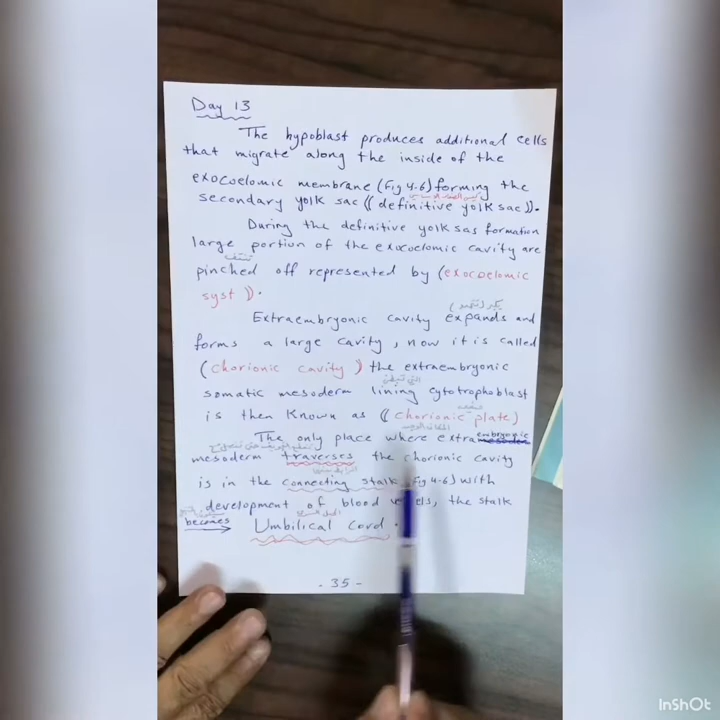 Day 13
The hypoblast produces additional cells
that migrate along the inside of the
exocoelomic membrane (Fig 4.6) forming the
secondary yolk sac ((definitive yolk sac)).
During the definitive yolk sas formation
large portion of the exocoelomic cavity are
pinched off represented by (exocoelomic
syst)).
Extraembryonic cavity expands and
forms a large cavity, now it is called
(chorionic cavity) the extraembryonic
somatic mesoderm lining cytotrophoblast
is then known as ((chorionic plate)
The only place where extraembryonic
mesoderm traverses the chorionic cavity
is in the connecting stalk (Fig 4-6) with
development of blood the stalk
becomes Umbilical Cord.
- 35 -
InShOt